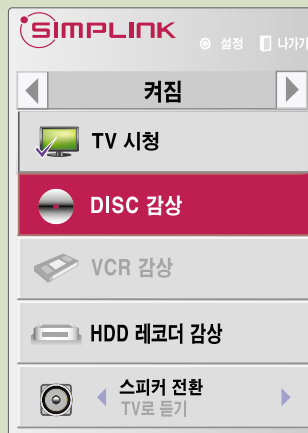 SIMPLINK
설정 나가기
켜짐
TV 시청
DISC 감상
VCR 감상
HDD 레코더 감상
스피커 전환
TV로 듣기